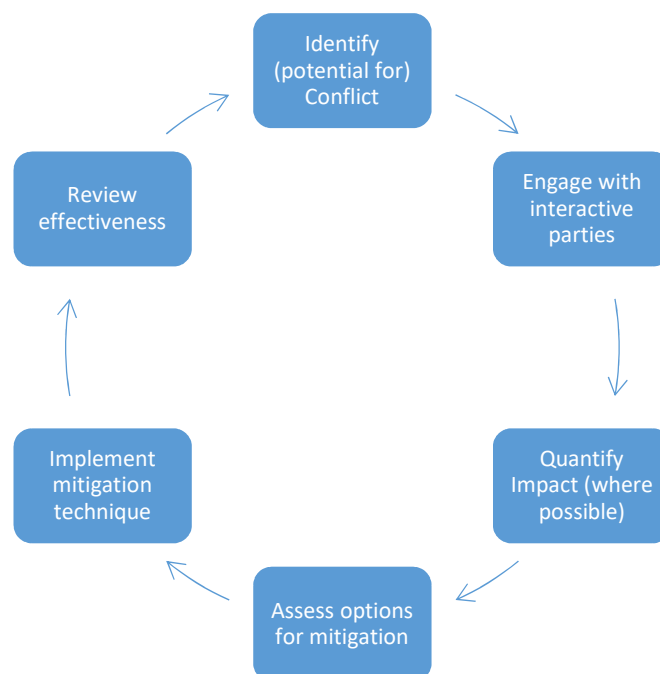 Identify
(potential for)
Conflict
Engage with
interactive
parties
Quantify
Impact (where
possible)
Assess options
for mitigation
Implement
mitigation
technique
Review
effectiveness